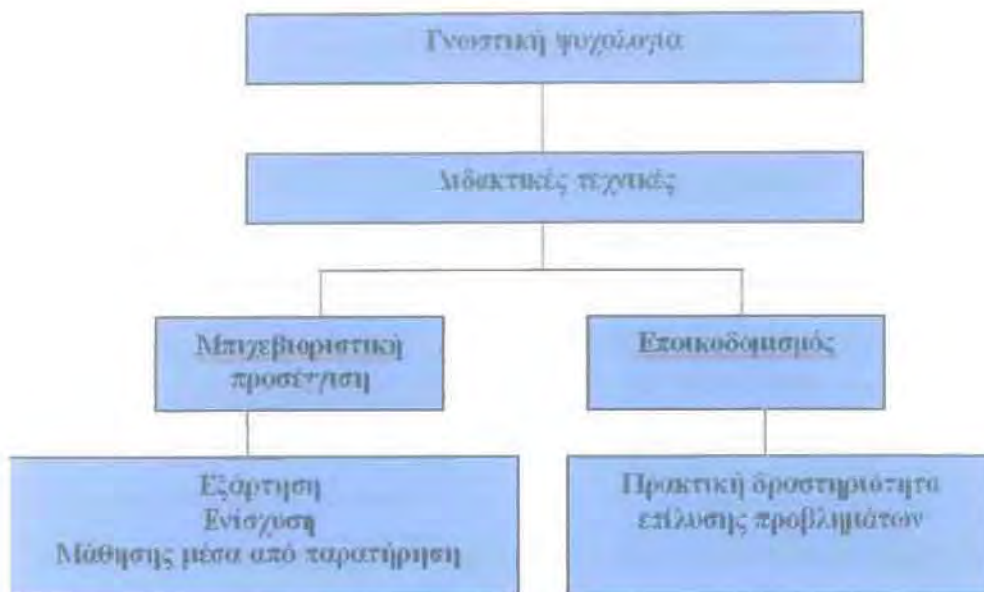 Γνωστική ψυχολογία
Διδακτικές τεχνικές
Μπιχεβιοριστική
προσέγγιση
Εποικοδομισμός
Εξάρτηση
Ενίσχυση
Μάθησης μέσα από παρατήρηση
Πρακτική δραστηριότητα
επίλυσης προβλημάτων